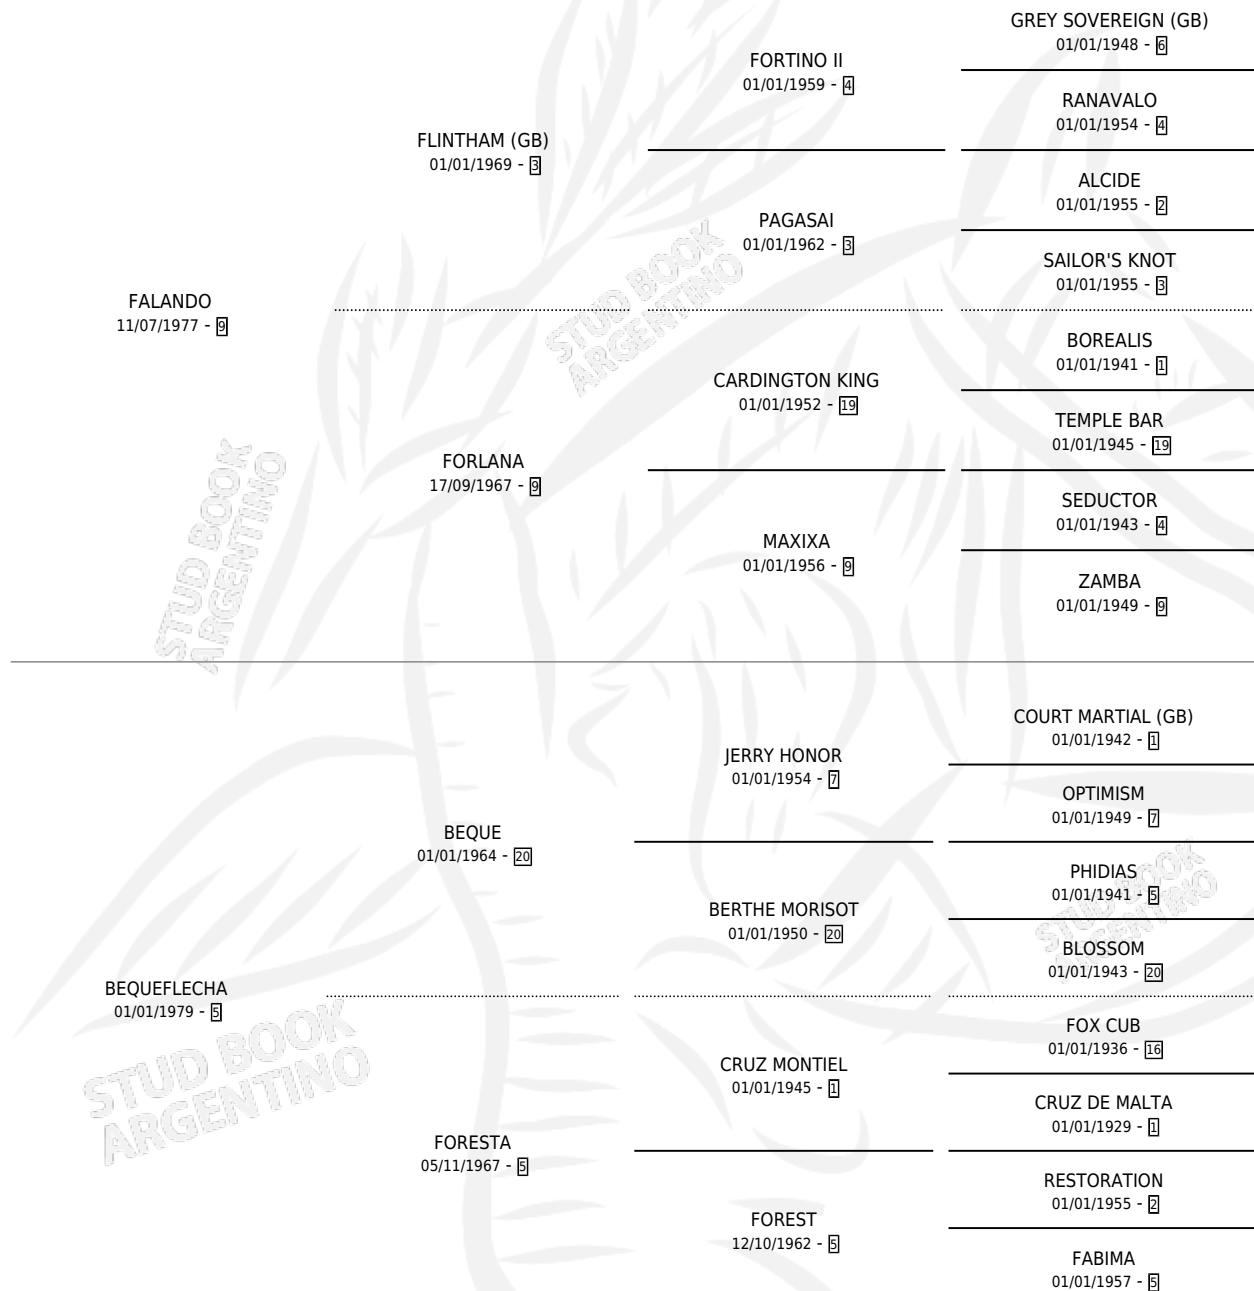 GREY SOVEREIGN (GB)
01/01/1948 - 6
FORTINO II
01/01/1959 - 4
RANAVALO
01/01/1954 - 4
FLINTHAM (GB)
01/01/1969 - 3
ALCIDE
01/01/1955 - 2
PAGASAI
01/01/1962 - 3
SAILOR'S KNOT
01/01/1955 - 3
FALANDO
11/07/1977 - 9
BOREALIS
01/01/1941 - 1
CARDINGTON KING
01/01/1952 - 19
TEMPLE BAR
01/01/1945 - 19
FORLANA
17/09/1967 - 9
SEDUCTOR
01/01/1943 - 4
MAXIXA
01/01/1956 - 9
ZAMBA
01/01/1949 - 9
COURT MARTIAL (GB)
01/01/1942 - 1
JERRY HONOR
01/01/1954 - 7
OPTIMISM
01/01/1949 - 7
BEQUE
01/01/1964 - 20
PHIDIAS
01/01/1941 - 5
BERTHE MORISOT
01/01/1950 - 20
BLOSSOM
01/01/1943 - 20
BEQUEFLECHA
01/01/1979 - 5
FOX CUB
01/01/1936 - 16
CRUZ MONTIEL
01/01/1945 - 1
CRUZ DE MALTA
01/01/1929 - 1
FORESTA
05/11/1967 - 5
RESTORATION
01/01/1955 - 2
FOREST
12/10/1962 - 5
FABIMA
01/01/1957 - 5
STUD BOOK
ARGENTINO
STUD BOOK
ARGENTINO
STUD BOOK
ARGENTINO
STUD BOOK
ARGENTINO